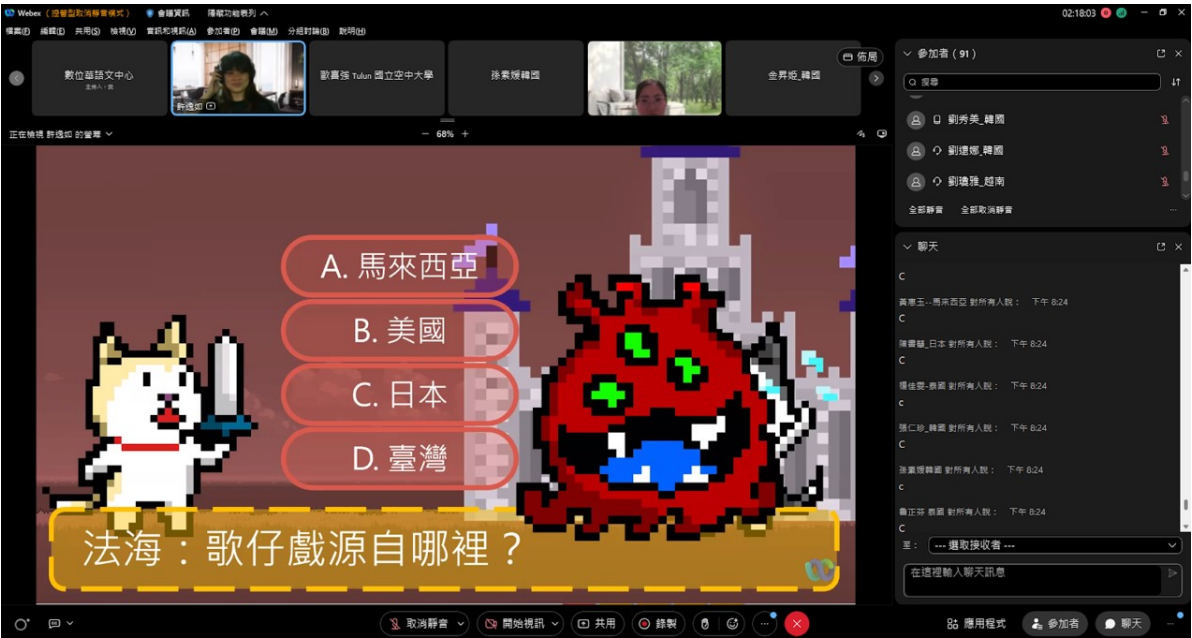 Webex（控管型取消靜音模式） 會議資訊 隱藏功能表列
02:18:03
檔案(F) 編輯(E) 共用(S) 檢視(V) 音訊和視訊(A) 參加者(P) 會議(M) 分組討論(B) 說明(H)
數位華語文中心
主持人，我
許逸如
歐喜強 Tulun 國立空中大學
孫素媛韓國
金昇姬_韓國
佈局
正在檢視 許逸如 的螢幕
68%
A. 馬來西亞
B. 美國
C. 日本
D. 臺灣
法海：歌仔戲源自哪裡？
參加者（91）
搜尋
劉秀美_韓國
劉瓊雅_越南
全部靜音 全部取消靜音
聊天
C
黃惠玉--馬來西亞 對所有人說： 下午 8:24
C
陳雲慧_日本 對所有人說： 下午 8:24
C
楊佳雯-泰國 對所有人說： 下午 8:24
c
張仁珍_韓國 對所有人說： 下午 8:24
C
孫素媛韓國 對所有人說： 下午 8:24
C
魯正芬 泰國 對所有人說： 下午 8:24
C
至： --- 選取接收者 ---
在這裡輸入聊天訊息
取消靜音 開始視訊 共用 錄製
應用程式 參加者 聊天